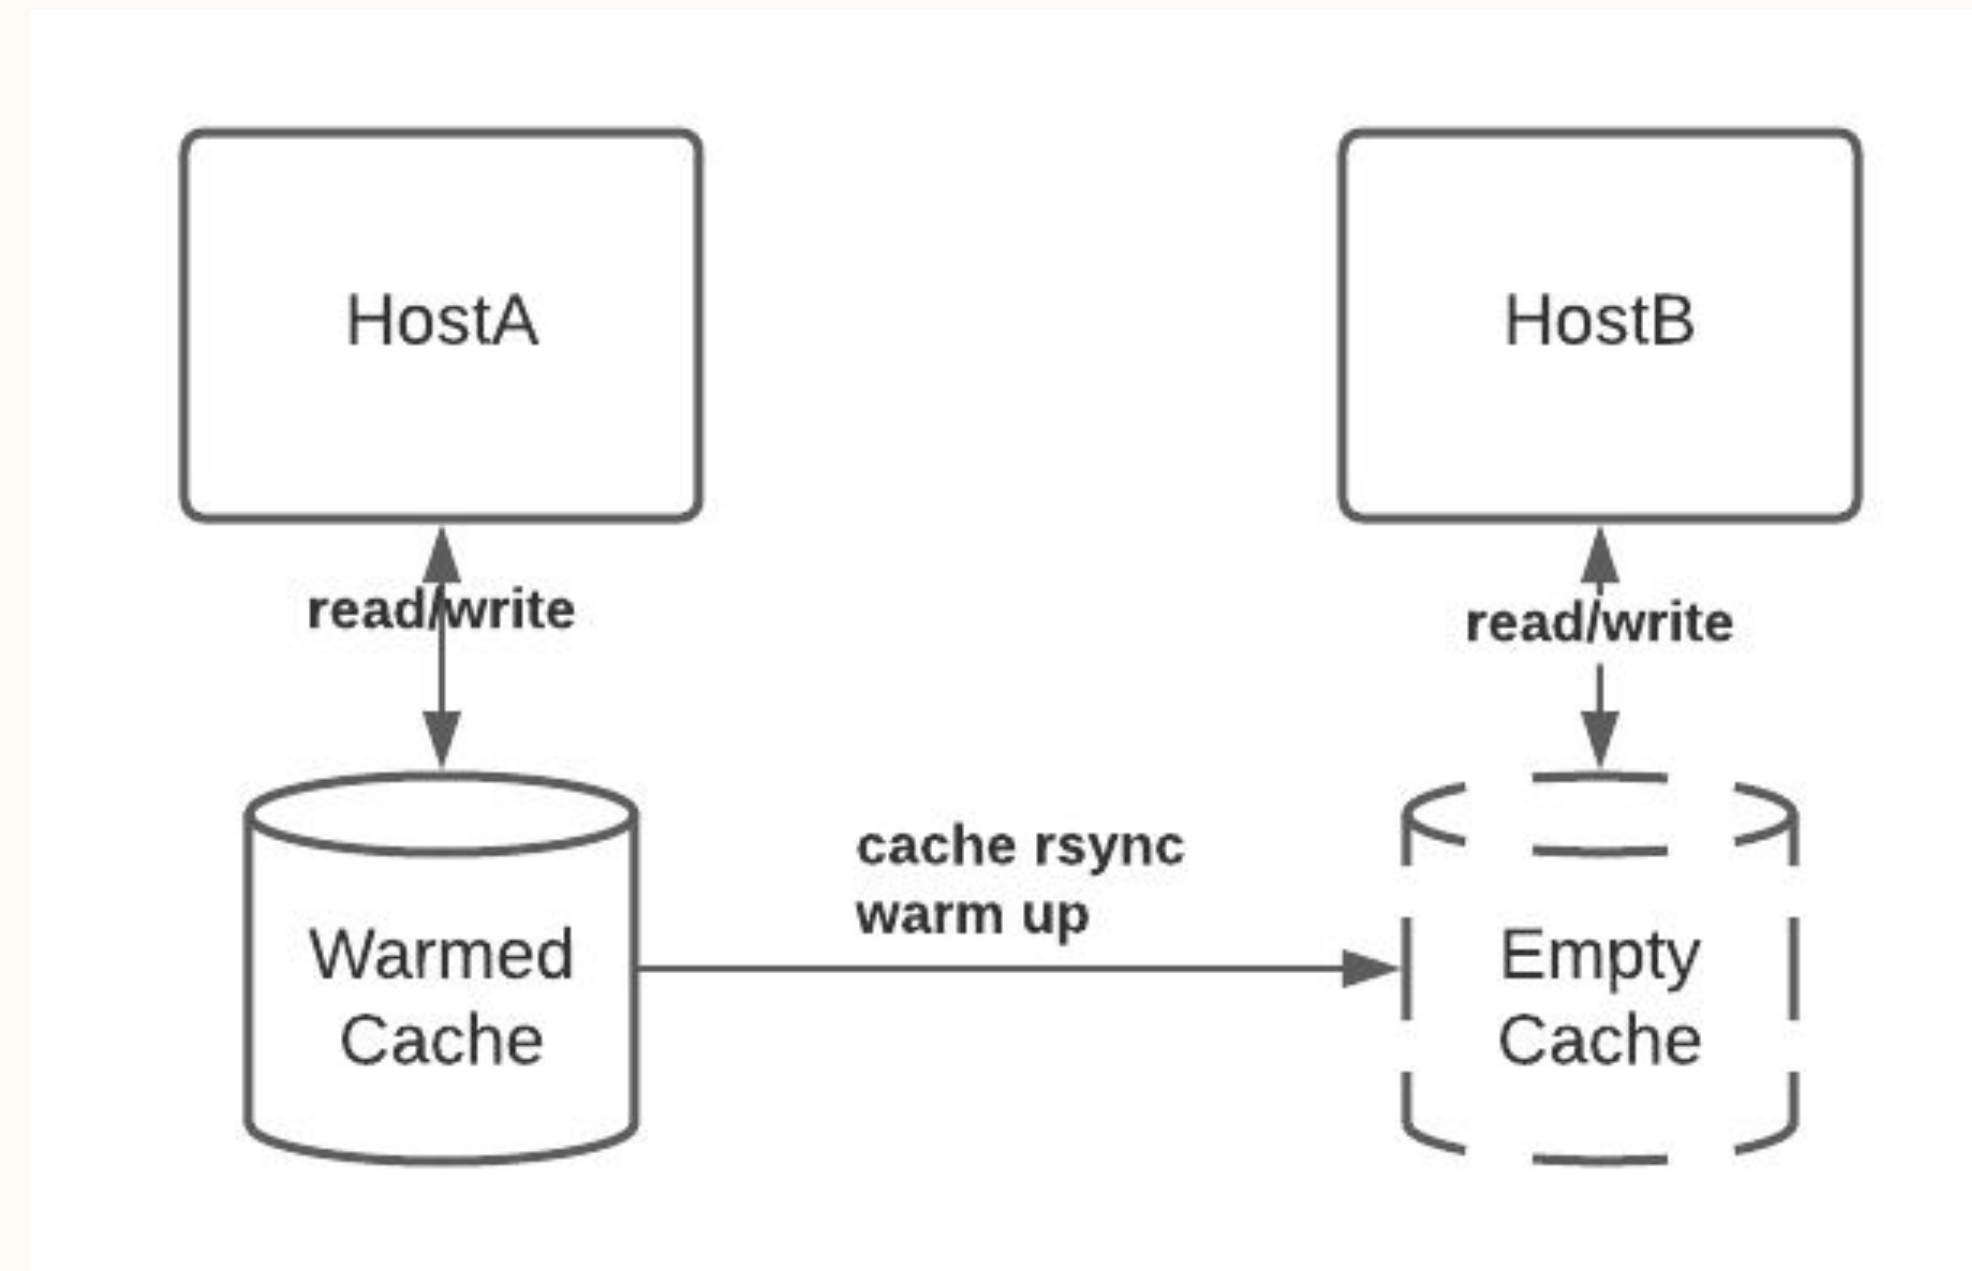 HostA
HostB
read/write
read/write
cache rsync
warm up
Warmed
Cache
Empty
Cache